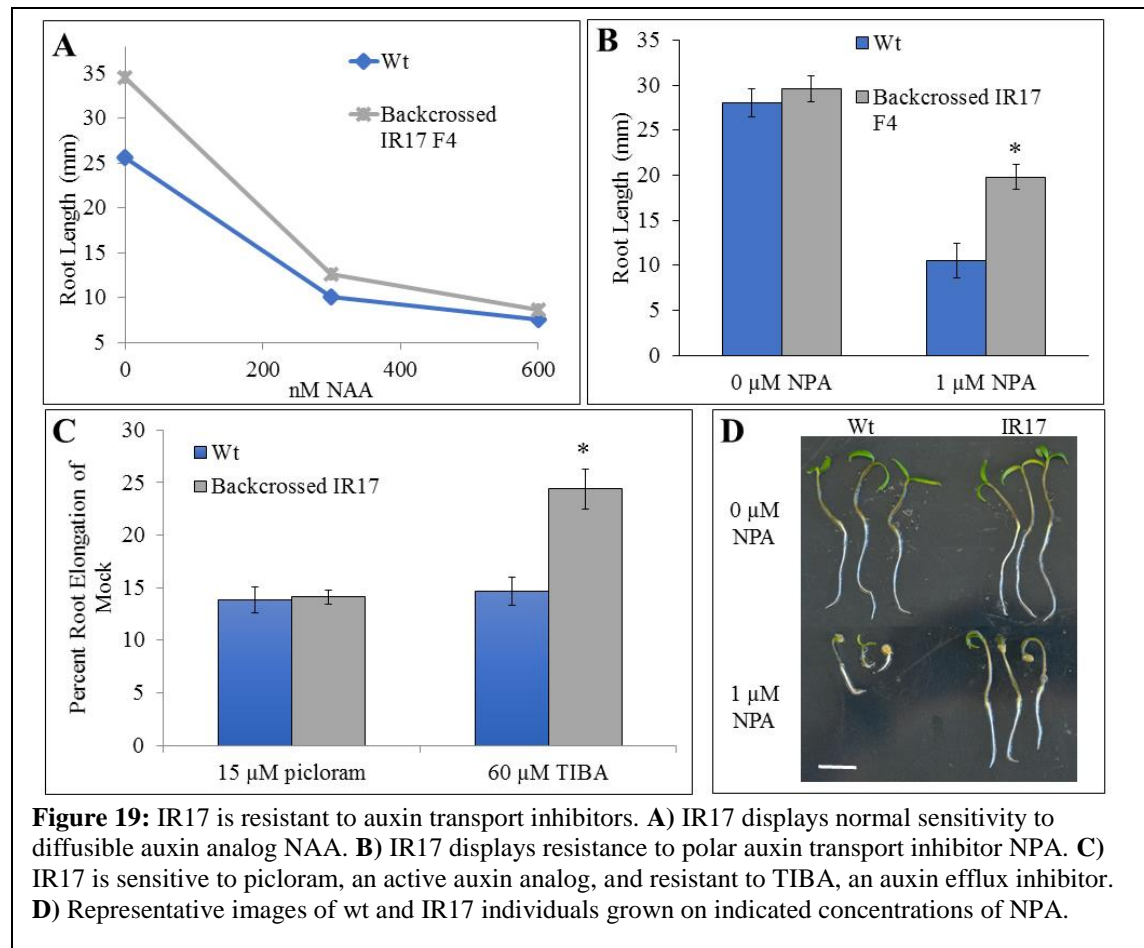 A
Wt
Backcrossed
IR17 F4
35
30
25
20
15
10
5
Root Length (mm)
0
200
400
600
nM NAA
B
Wt
Backcrossed IR17
F4
35
30
25
20
15
10
5
0
Root Length (mm)
*
0 µM NPA
1 µM NPA
C
Wt
Backcrossed IR17
30
25
20
15
10
5
0
Percent Root Elongation of
Mock
*
15 µM picloram
60 µM TIBA
D
Wt
IR17
0 µM
NPA
1 µM
NPA
Figure 19: IR17 is resistant to auxin transport inhibitors. A) IR17 displays normal sensitivity to
diffusible auxin analog NAA. B) IR17 displays resistance to polar auxin transport inhibitor NPA. C)
IR17 is sensitive to picloram, an active auxin analog, and resistant to TIBA, an auxin efflux inhibitor.
D) Representative images of wt and IR17 individuals grown on indicated concentrations of NPA.